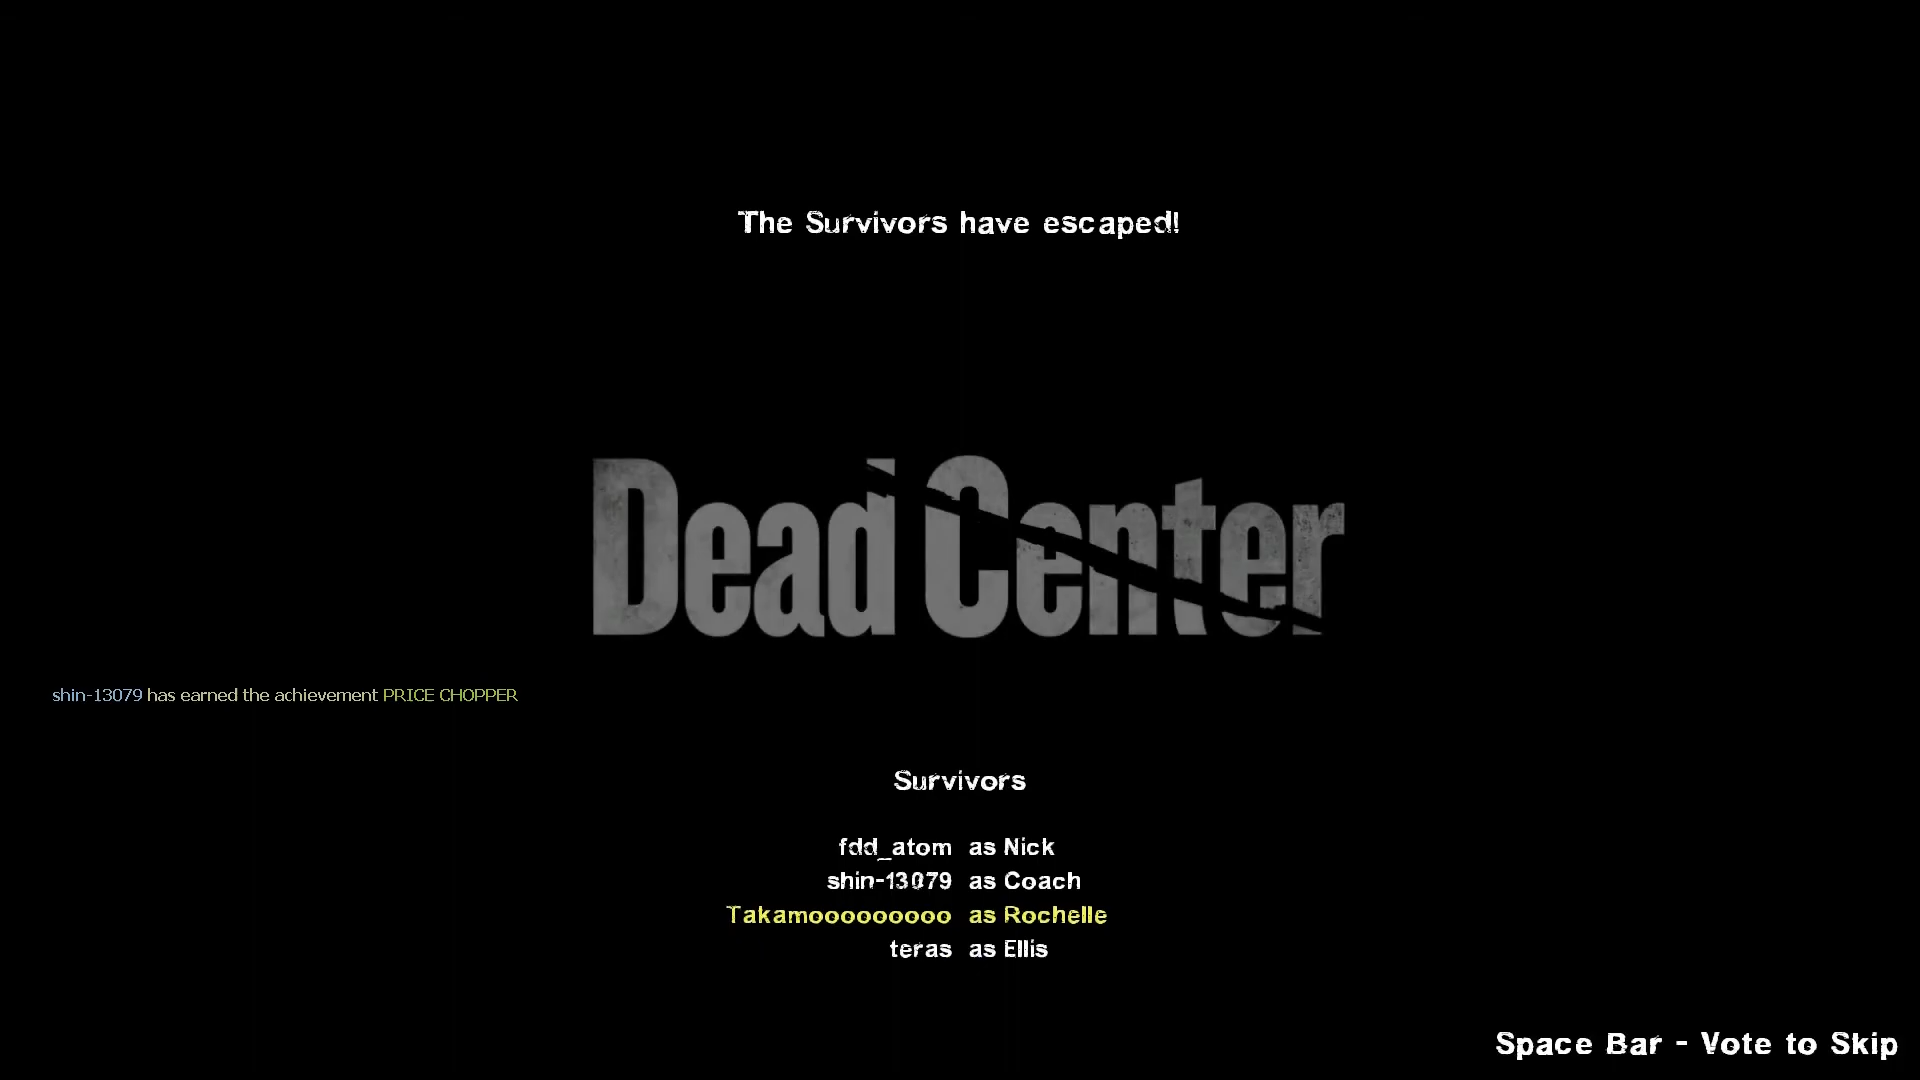 The Survivors have escaped!
Dead Center
shin-13079 has earned the achievement PRICE CHOPPER
Survivors
fdd_atom as Nick
shin-13079 as Coach
Takamooooooooo as Rochelle
teras as Ellis
Space Bar - Vote to Skip